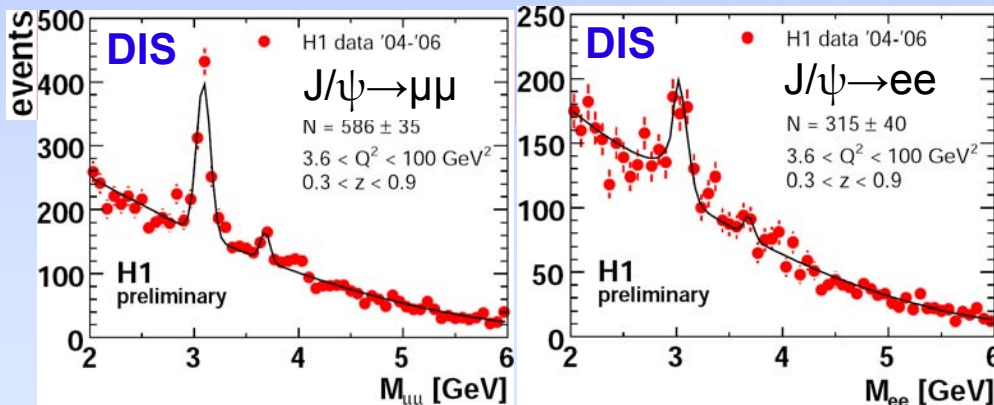 events
500
400
300
200
100
0
DIS
H1 data '04-'06
J/ψ→μμ
N = 586 ± 35
3.6 < Q² < 100 GeV²
0.3 < z < 0.9
H1
preliminary
2 3 4 5 6
M_μμ [GeV]
250
200
150
100
50
0
DIS
H1 data '04-'06
J/ψ→ee
N = 315 ± 40
3.6 < Q² < 100 GeV²
0.3 < z < 0.9
H1
preliminary
2 3 4 5 6
M_ee [GeV]